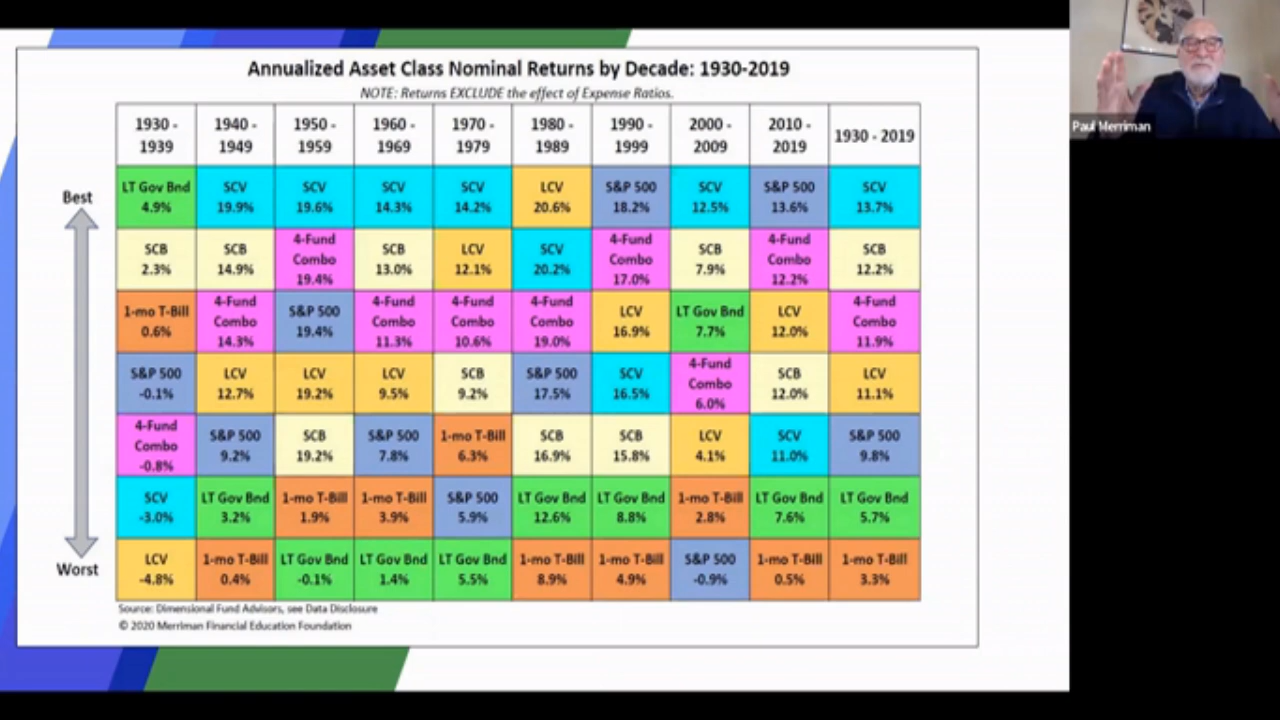 Annualized Asset Class Nominal Returns by Decade: 1930-2019
NOTE: Returns EXCLUDE the effect of Expense Ratios.
1930 - 1939 1940 - 1949 1950 - 1959 1960 - 1969 1970 - 1979 1980 - 1989 1990 - 1999 2000 - 2009 2010 - 2019 1930 - 2019
Best
LT Gov Bnd SCV SCV SCV SCV LCV S&P 500 SCV S&P 500 SCV
4.9% 19.9% 19.6% 14.3% 14.2% 20.6% 18.2% 12.5% 13.6% 13.7%
SCB SCB 4-Fund Combo SCB LCV SCV 4-Fund Combo SCB 4-Fund Combo SCB
2.3% 14.9% 19.4% 13.0% 12.1% 20.2% 17.0% 7.9% 12.2% 12.2%
1-mo T-Bill 4-Fund Combo S&P 500 4-Fund Combo 4-Fund Combo 4-Fund Combo LCV LT Gov Bnd LCV 4-Fund Combo
0.6% 14.3% 19.4% 11.3% 10.6% 19.0% 16.9% 7.7% 12.0% 11.9%
S&P 500 LCV LCV LCV SCB S&P 500 SCV 4-Fund Combo SCB LCV
-0.1% 12.7% 19.2% 9.5% 9.2% 17.5% 16.5% 6.0% 12.0% 11.1%
4-Fund Combo S&P 500 SCB S&P 500 1-mo T-Bill SCB SCB LCV SCV S&P 500
-0.8% 9.2% 19.2% 7.8% 6.3% 16.9% 15.8% 4.1% 11.0% 9.8%
SCV LT Gov Bnd 1-mo T-Bill 1-mo T-Bill S&P 500 LT Gov Bnd LT Gov Bnd 1-mo T-Bill LT Gov Bnd LT Gov Bnd
-3.0% 3.2% 1.9% 3.9% 5.9% 12.6% 8.8% 2.8% 7.6% 5.7%
Worst
LCV 1-mo T-Bill LT Gov Bnd LT Gov Bnd LT Gov Bnd 1-mo T-Bill 1-mo T-Bill S&P 500 1-mo T-Bill 1-mo T-Bill
-4.8% 0.4% -0.1% 1.4% 5.5% 8.9% 4.9% -0.9% 0.5% 3.3%
Source: Dimensional Fund Advisors, see Data Disclosure
© 2020 Merriman Financial Education Foundation
Paul Merriman